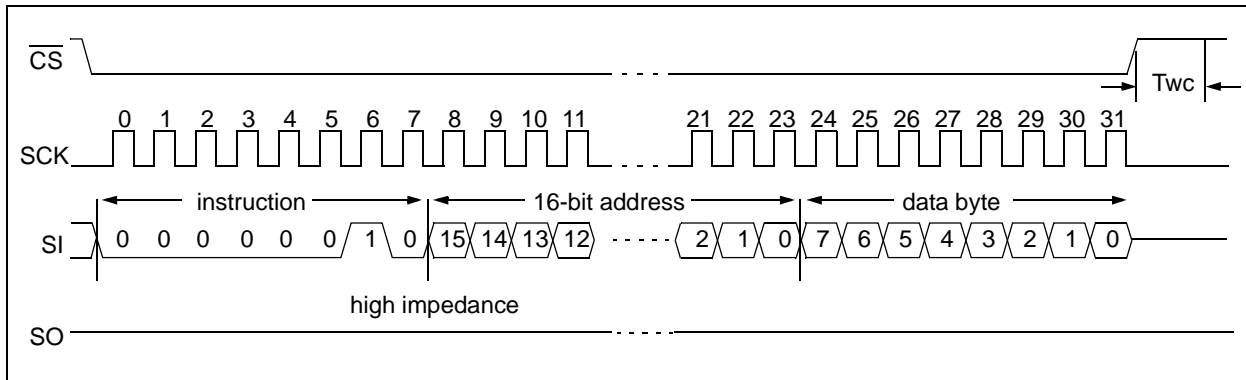 CS
Twc
0 1 2 3 4 5 6 7 8 9 10 11 21 22 23 24 25 26 27 28 29 30 31
SCK
instruction 16-bit address data byte
SI 0 0 0 0 0 0 1 0 15 14 13 12 2 1 0 7 6 5 4 3 2 1 0
high impedance
SO